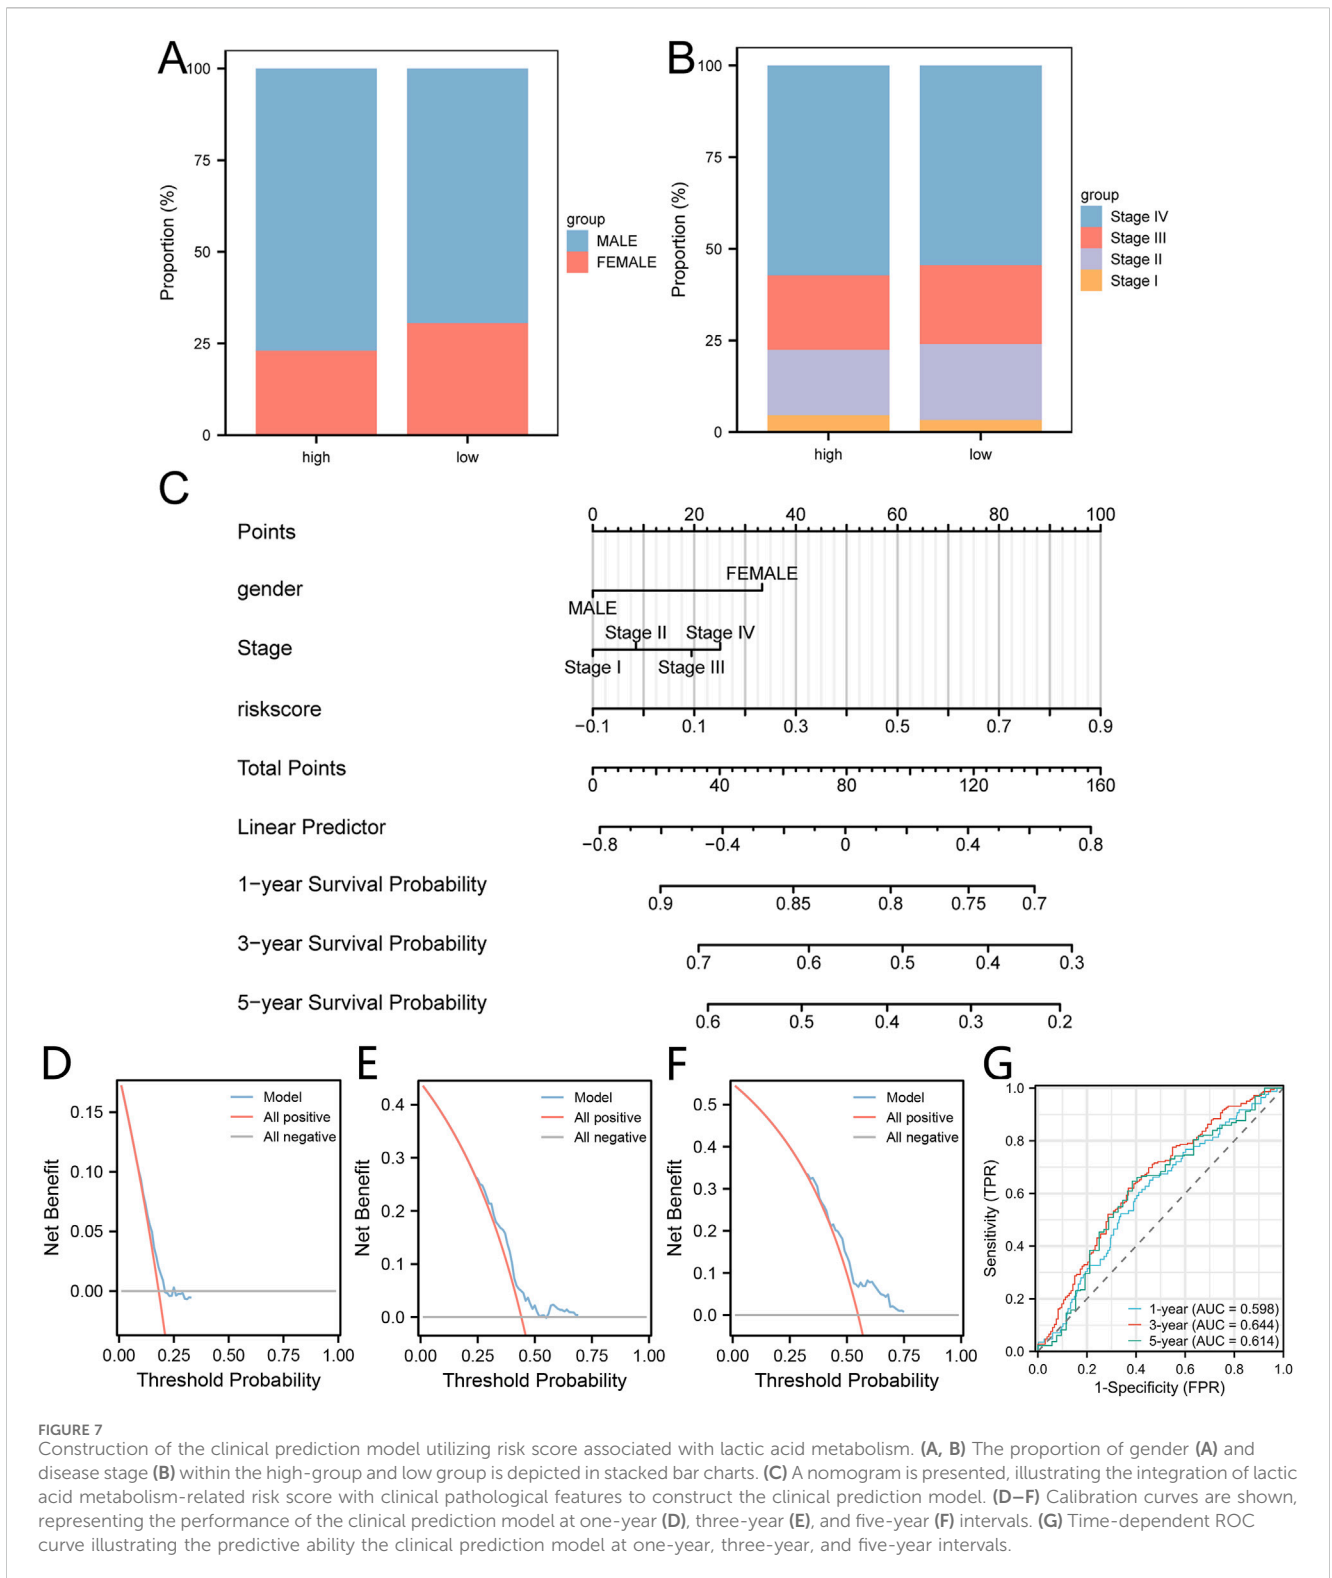 A
B
100
75
50
25
0
Proportion (%)
high
low
group
MALE
FEMALE
100
75
50
25
0
Proportion (%)
high
low
group
Stage IV
Stage III
Stage II
Stage I
C
Points
0 20 40 60 80 100
gender
FEMALE
MALE
Stage
Stage II Stage IV
Stage I Stage III
riskscore
−0.1 0.1 0.3 0.5 0.7 0.9
Total Points
0 40 80 120 160
Linear Predictor
−0.8 −0.4 0 0.4 0.8
1−year Survival Probability
0.9 0.85 0.8 0.75 0.7
3−year Survival Probability
0.7 0.6 0.5 0.4 0.3
5−year Survival Probability
0.6 0.5 0.4 0.3 0.2
D
Net Benefit
0.15
0.10
0.05
0.00
Model
All positive
All negative
0.00 0.25 0.50 0.75 1.00
Threshold Probability
E
Net Benefit
0.4
0.3
0.2
0.1
0.0
Model
All positive
All negative
0.00 0.25 0.50 0.75 1.00
Threshold Probability
F
Net Benefit
0.5
0.4
0.3
0.2
0.1
0.0
Model
All positive
All negative
0.00 0.25 0.50 0.75 1.00
Threshold Probability
G
Sensitivity (TPR)
1.0
0.8
0.6
0.4
0.2
0.0
1-year (AUC = 0.598)
3-year (AUC = 0.644)
5-year (AUC = 0.614)
0.0 0.2 0.4 0.6 0.8 1.0
1-Specificity (FPR)
FIGURE 7
Construction of the clinical prediction model utilizing risk score associated with lactic acid metabolism. (A, B) The proportion of gender (A) and
disease stage (B) within the high-group and low group is depicted in stacked bar charts. (C) A nomogram is presented, illustrating the integration of lactic
acid metabolism-related risk score with clinical pathological features to construct the clinical prediction model. (D–F) Calibration curves are shown,
representing the performance of the clinical prediction model at one-year (D), three-year (E), and five-year (F) intervals. (G) Time-dependent ROC
curve illustrating the predictive ability the clinical prediction model at one-year, three-year, and five-year intervals.